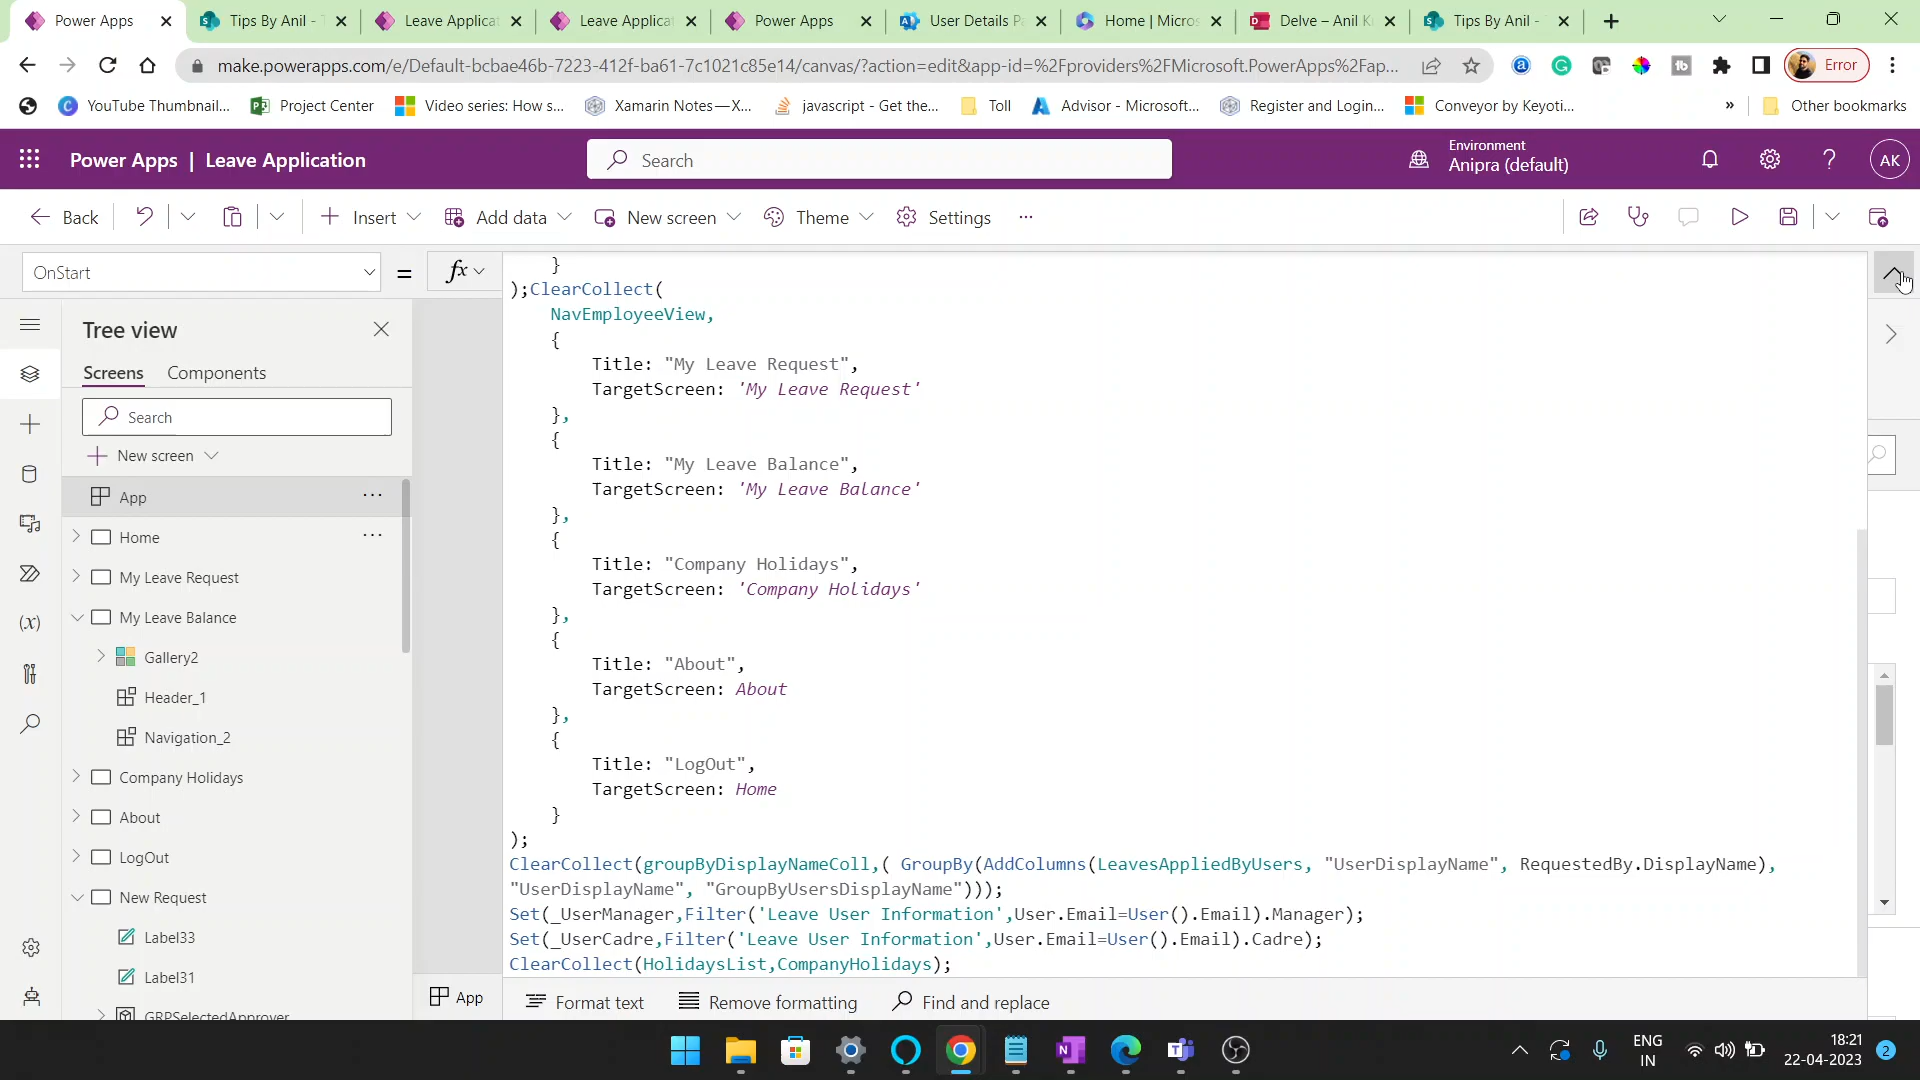 Power Apps
Tips By Anil -
Leave Applicat
Leave Applicat
Power Apps
User Details Pa
Home | Micros
Delve – Anil K
Tips By Anil -
make.powerapps.com/e/Default-bcbae46b-7223-412f-ba61-7c1021c85e14/canvas/?action=edit&app-id=%2Fproviders%2FMicrosoft.PowerApps%2Fap...
Error
YouTube Thumbnail...
Project Center
Video series: How s...
Xamarin Notes—X...
javascript - Get the...
Toll
Advisor - Microsoft...
Register and Login...
Conveyor by Keyoti...
»
Other bookmarks
Power Apps | Leave Application
Search
Environment
Anipra (default)
AK
Back
Insert
Add data
New screen
Theme
Settings
OnStart
=
fx
Tree view
Screens
Components
Search
New screen
App
Home
My Leave Request
My Leave Balance
Gallery2
Header_1
Navigation_2
Company Holidays
About
LogOut
New Request
Label33
Label31
GRPSelectedApprover
}
);ClearCollect(
NavEmployeeView,
{
Title: "My Leave Request",
TargetScreen: 'My Leave Request'
},
{
Title: "My Leave Balance",
TargetScreen: 'My Leave Balance'
},
{
Title: "Company Holidays",
TargetScreen: 'Company Holidays'
},
{
Title: "About",
TargetScreen: About
},
{
Title: "LogOut",
TargetScreen: Home
}
);
ClearCollect(groupByDisplayNameColl,( GroupBy(AddColumns(LeavesAppliedByUsers, "UserDisplayName", RequestedBy.DisplayName),
"UserDisplayName", "GroupByUsersDisplayName")));
Set(_UserManager,Filter('Leave User Information',User.Email=User().Email).Manager);
Set(_UserCadre,Filter('Leave User Information',User.Email=User().Email).Cadre);
ClearCollect(HolidaysList,CompanyHolidays);
App
Format text
Remove formatting
Find and replace
ENG
IN
18:21
22-04-2023
2